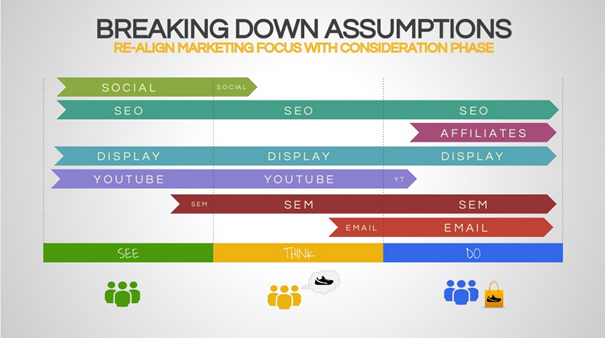 BREAKING DOWN ASSUMPTIONS
RE-ALIGN MARKETING FOCUS WITH CONSIDERATION PHASE
SOCIAL SOCIAL
SEO SEO SEO
AFFILIATES
DISPLAY DISPLAY DISPLAY
YOUTUBE YOUTUBE YT
SEM SEM SEM
EMAIL EMAIL
SEE THINK DO